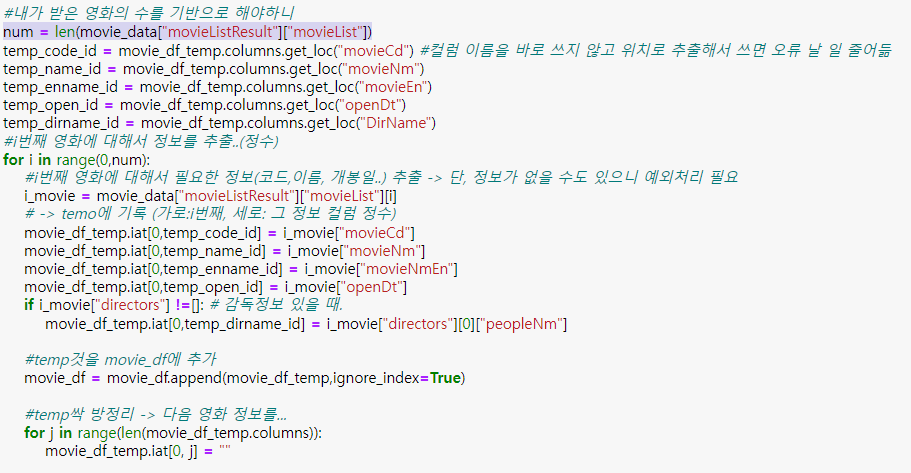 #내가 받은 영화의 수를 기반으로 해야하니
num = len(movie_data["movieListResult"]["movieList"])
temp_code_id = movie_df_temp.columns.get_loc("movieCd") #컬럼 이름을 바로 쓰지 않고 위치로 추출해서 쓰면 오류 날 일 줄어듦
temp_name_id = movie_df_temp.columns.get_loc("movieNm")
temp_enname_id = movie_df_temp.columns.get_loc("movieEn")
temp_open_id = movie_df_temp.columns.get_loc("openDt")
temp_dirname_id = movie_df_temp.columns.get_loc("DirName")
#i번째 영화에 대해서 정보를 추출..(정수)
for i in range(0,num):
    #i번째 영화에 대해서 필요한 정보(코드,이름, 개봉일..) 추출 -> 단, 정보가 없을 수도 있으니 예외처리 필요
    i_movie = movie_data["movieListResult"]["movieList"][i]
    # -> temo에 기록 (가로:i번째, 세로: 그 정보 컬럼 정수)
    movie_df_temp.iat[0,temp_code_id] = i_movie["movieCd"]
    movie_df_temp.iat[0,temp_name_id] = i_movie["movieNm"]
    movie_df_temp.iat[0,temp_enname_id] = i_movie["movieNmEn"]
    movie_df_temp.iat[0,temp_open_id] = i_movie["openDt"]
    if i_movie["directors"] !=[]: # 감독정보 있을 때.
        movie_df_temp.iat[0,temp_dirname_id] = i_movie["directors"][0]["peopleNm"]
    #temp것을 movie_df에 추가
    movie_df = movie_df.append(movie_df_temp,ignore_index=True)
    #temp싹 방정리 -> 다음 영화 정보를...
    for j in range(len(movie_df_temp.columns)):
        movie_df_temp.iat[0, j] = ""